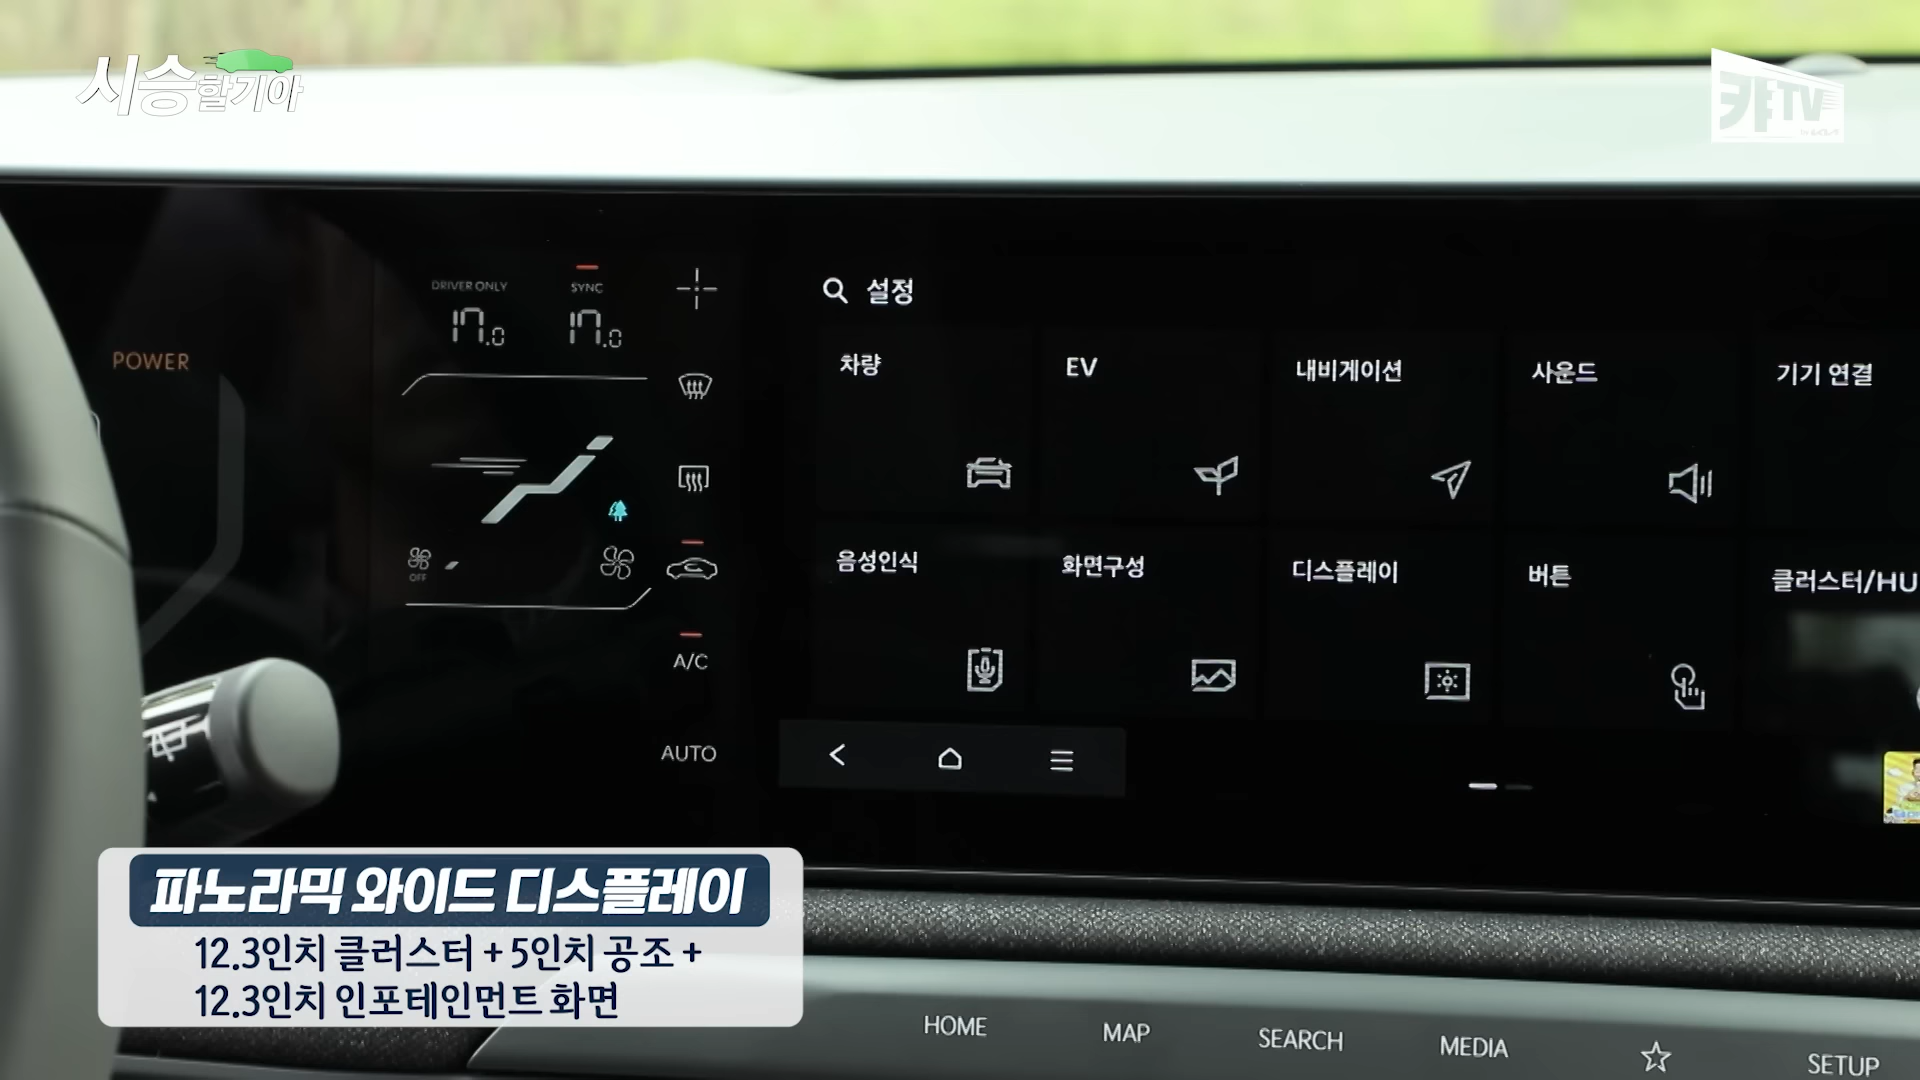 시승할기아
캬TV
DRIVER ONLY
SYNC
17.0
17.0
POWER
OFF
A/C
AUTO
설정
차량
EV
내비게이션
사운드
기기 연결
음성인식
화면구성
디스플레이
버튼
클러스터/HU
파노라믹 와이드 디스플레이
12.3인치 클러스터 + 5인치 공조 +
12.3인치 인포테인먼트 화면
HOME
MAP
SEARCH
MEDIA
SETUP